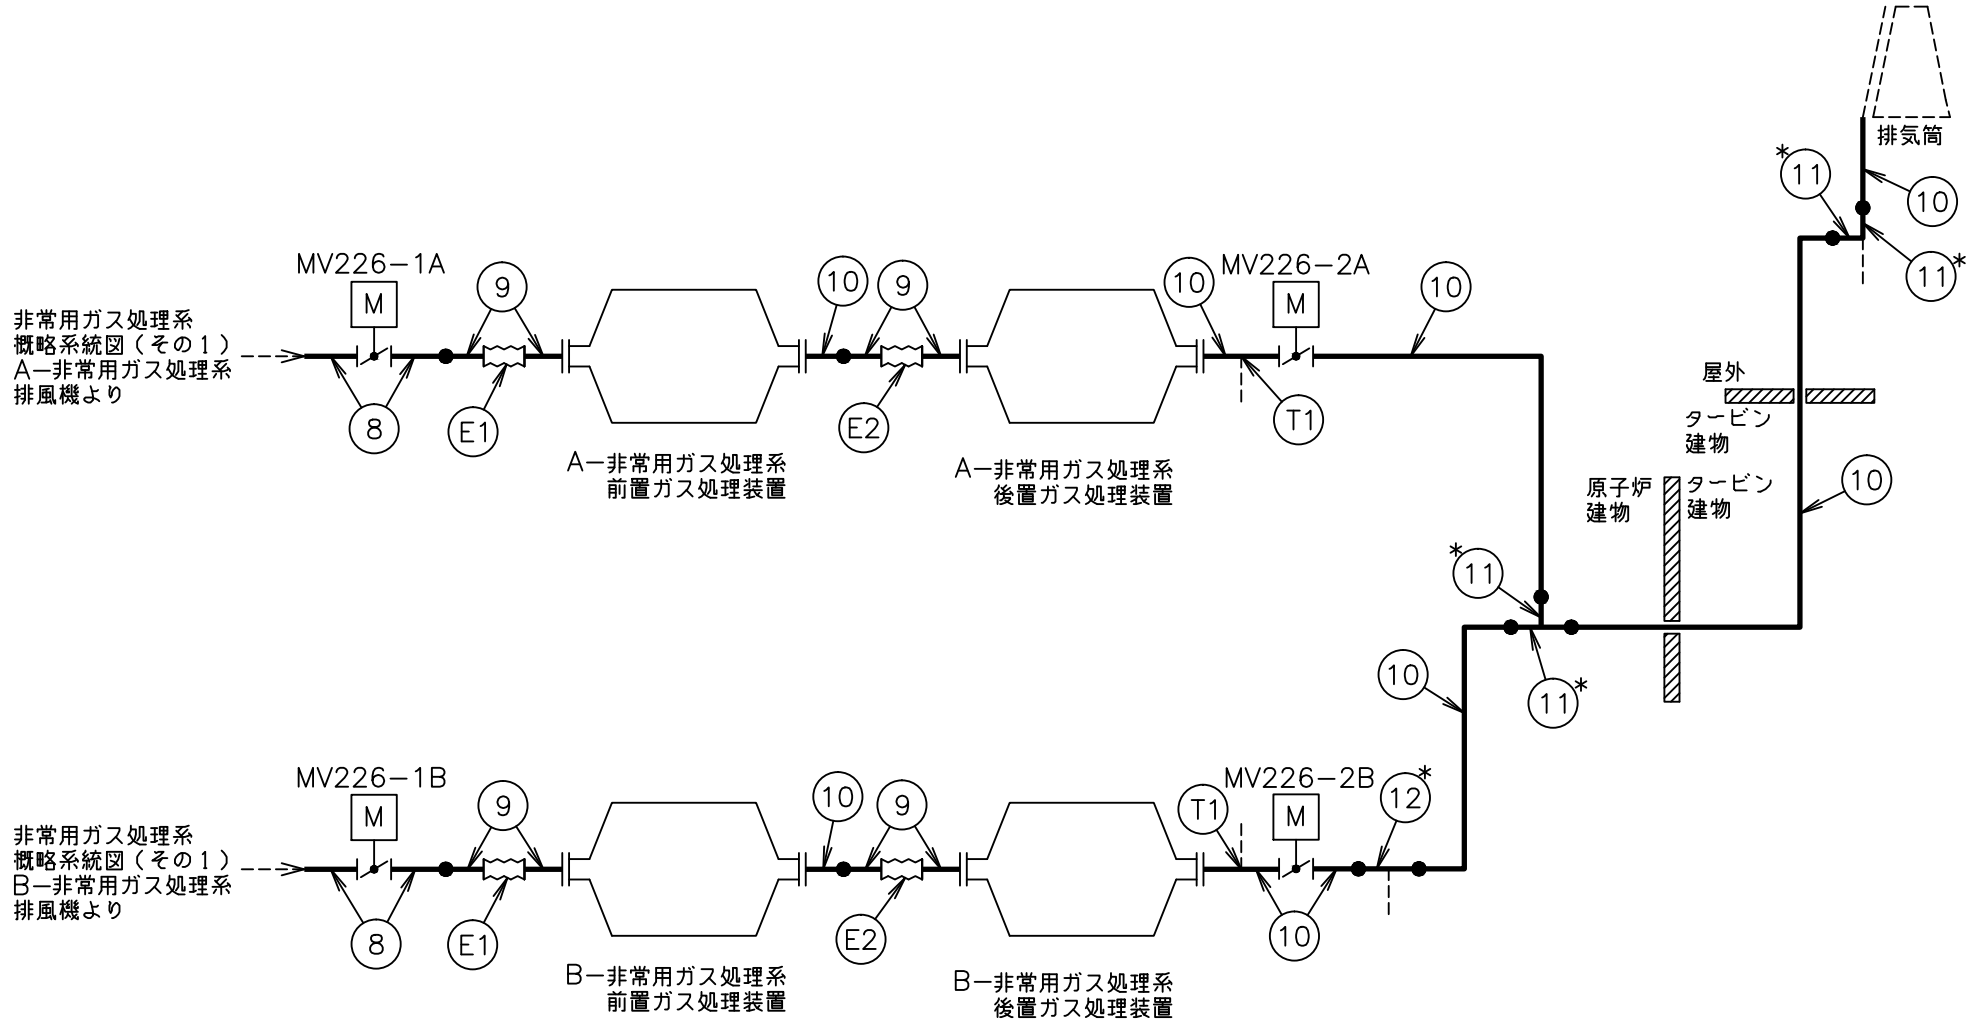 排気筒
*
11
10
11*
MV226-1A
M
9
10
9
10
MV226-2A
M
10
非常用ガス処理系
概略系統図(その1)
A-非常用ガス処理系
排風機より
8
E1
E2
T1
A-非常用ガス処理系
前置ガス処理装置
A-非常用ガス処理系
後置ガス処理装置
屋外
タービン
建物
原子炉
建物
タービン
建物
10
*
11
11*
10
MV226-1B
M
9
10
9
T1
MV226-2B
M
12*
非常用ガス処理系
概略系統図(その1)
B-非常用ガス処理系
排風機より
8
E1
E2
10
B-非常用ガス処理系
前置ガス処理装置
B-非常用ガス処理系
後置ガス処理装置